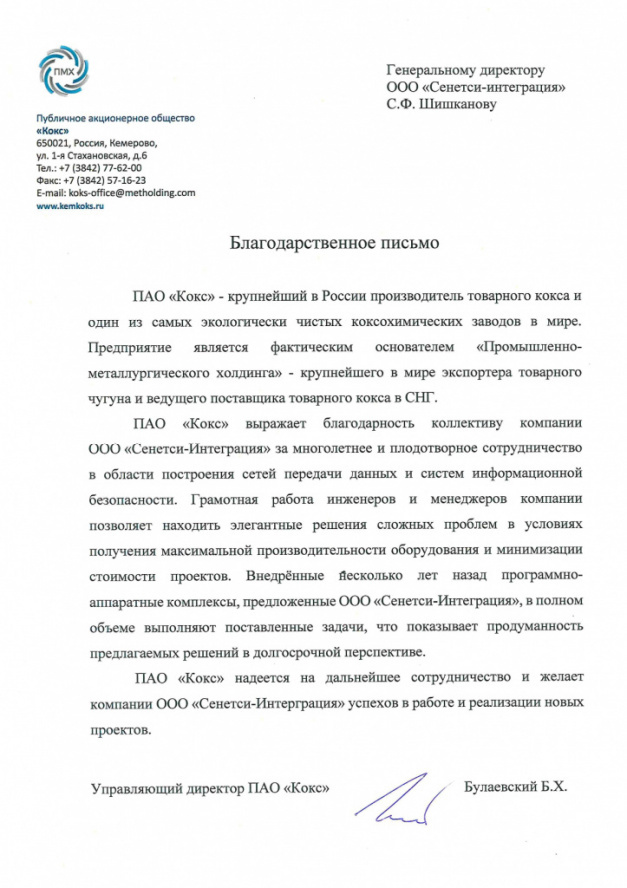 ПМХ
Генеральному директору
ООО «Сенетси-интеграция»
С.Ф. Шишканову
Публичное акционерное общество
«Кокс»
650021, Россия, Кемерово,
ул. 1-я Стахановская, д.6
Тел.: +7 (3842) 77-62-00
Факс: +7 (3842) 57-16-23
E-mail: koks-office@metholding.com
www.kemkoks.ru
Благодарственное письмо
ПАО «Кокс» - крупнейший в России производитель товарного кокса и
один из самых экологически чистых коксохимических заводов в мире.
Предприятие является фактическим основателем «Промышленно-
металлургического холдинга» - крупнейшего в мире экспортера товарного
чугуна и ведущего поставщика товарного кокса в СНГ.
ПАО «Кокс» выражает благодарность коллективу компании
ООО «Сенетси-Интеграция» за многолетнее и плодотворное сотрудничество
в области построения сетей передачи данных и систем информационной
безопасности. Грамотная работа инженеров и менеджеров компании
позволяет находить элегантные решения сложных проблем в условиях
получения максимальной производительности оборудования и минимизации
стоимости проектов. Внедрённые несколько лет назад программно-
аппаратные комплексы, предложенные ООО «Сенетси-Интеграция», в полном
объеме выполняют поставленные задачи, что показывает продуманность
предлагаемых решений в долгосрочной перспективе.
ПАО «Кокс» надеется на дальнейшее сотрудничество и желает
компании ООО «Сенетси-Интерграция» успехов в работе и реализации новых
проектов.
Управляющий директор ПАО «Кокс»
Булаевский Б.Х.